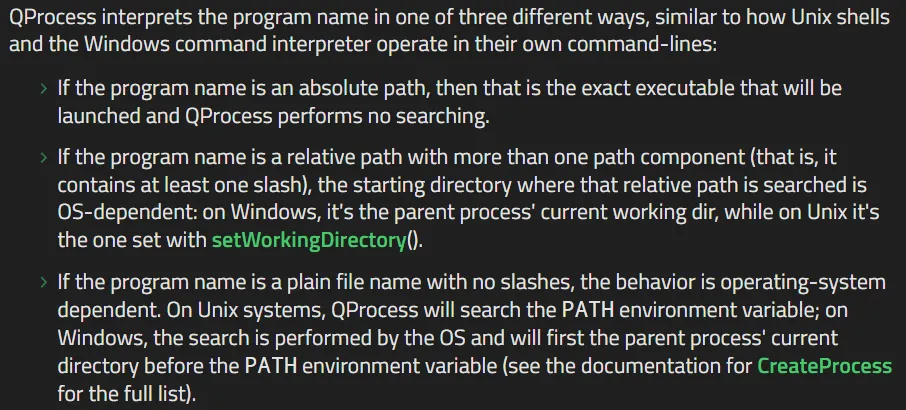 QProcess interprets the program name in one of three different ways, similar to how Unix shells
and the Windows command interpreter operate in their own command-lines:
If the program name is an absolute path, then that is the exact executable that will be
launched and QProcess performs no searching.
If the program name is a relative path with more than one path component (that is, it
contains at least one slash), the starting directory where that relative path is searched is
OS-dependent: on Windows, it's the parent process' current working dir, while on Unix it's
the one set with setWorkingDirectory().
If the program name is a plain file name with no slashes, the behavior is operating-system
dependent. On Unix systems, QProcess will search the PATH environment variable; on
Windows, the search is performed by the OS and will first the parent process' current
directory before the PATH environment variable (see the documentation for CreateProcess
for the full list).